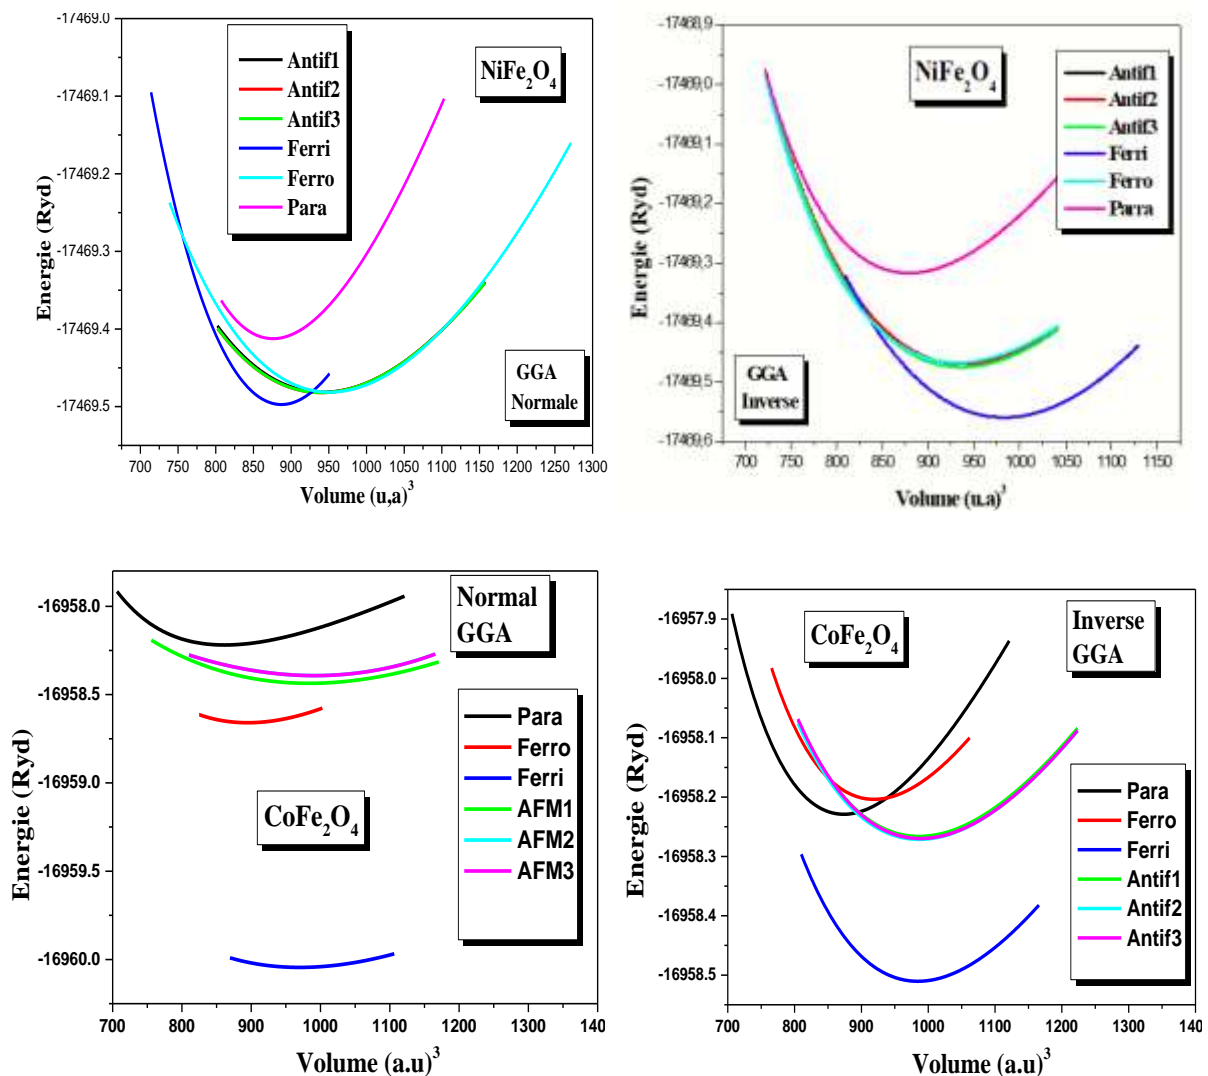 -17469.0
-17469.1
-17469.2
-17469.3
-17469.4
-17469.5
Energie (Ryd)
Antif1
Antif2
Antif3
Ferri
Ferro
Para
NiFe₂O₄
GGA
Normale
700 750 800 850 900 950 1000 1050 1100 1150 1200 1250 1300
Volume (u,a)³
-17468,9
-17469,0
-17469,1
-17469,2
-17469,3
-17469,4
-17469,5
-17469,6
Energie (Ryd)
NiFe₂O₄
Antif1
Antif2
Antif3
Ferri
Ferro
Parra
GGA
Inverse
700 750 800 850 900 950 1000 1050 1100 1150
Volume (u.a)³
-16958.0
-16958.5
-16959.0
-16959.5
-16960.0
Energie (Ryd)
Normal
GGA
Para
Ferro
Ferri
AFM1
AFM2
AFM3
CoFe₂O₄
700 800 900 1000 1100 1200 1300 140
Volume (a.u)³
-16957.9
-16958.0
-16958.1
-16958.2
-16958.3
-16958.4
-16958.5
Energie (Ryd)
CoFe₂O₄
Inverse
GGA
Para
Ferro
Ferri
Antif1
Antif2
Antif3
700 800 900 1000 1100 1200 1300 140
Volume (a.u)³